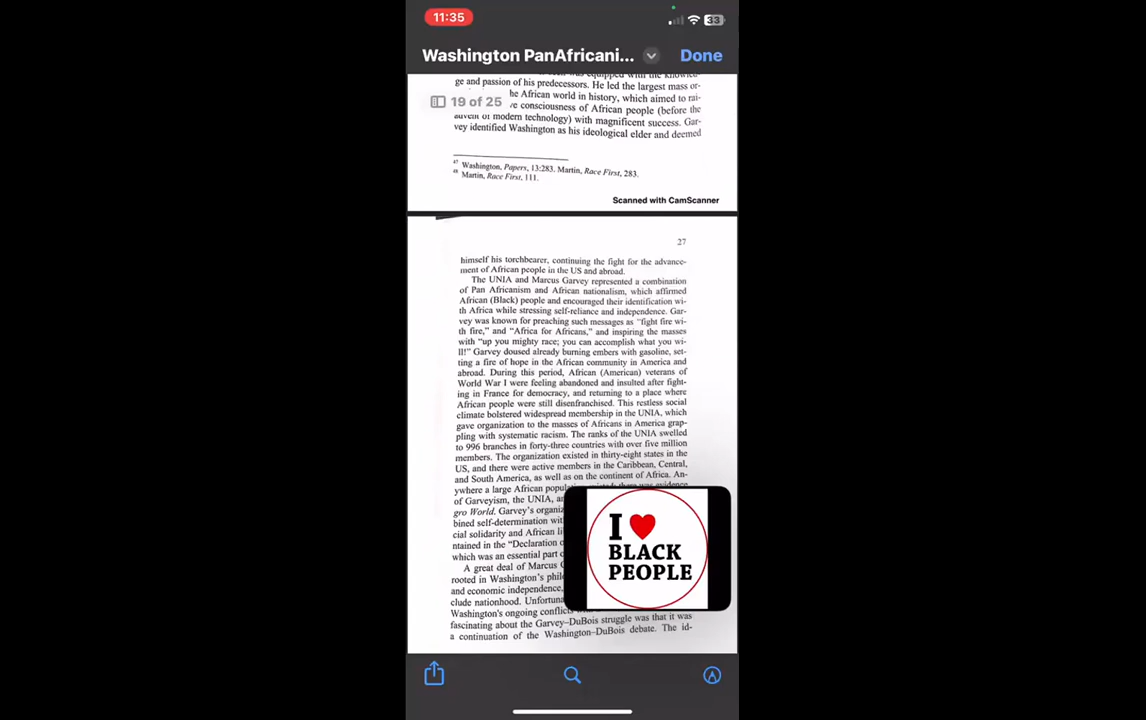 11:35
33
Washington PanAfricani...
Done
ge and passion of his predecessors. He led the largest mass or-
19 of 25
he African world in history, which aimed to rai-
consciousness of African people (before the
advent of modern technology) with magnificent success. Gar-
vey identified Washington as his ideological elder and deemed
47 Washington, Papers, 13:283. Martin, Race First, 283.
48 Martin, Race First, 111.
Scanned with CamScanner
27
himself his torchbearer, continuing the fight for the advance-
ment of African people in the US and abroad.
The UNIA and Marcus Garvey represented a combination
of Pan Africanism and African nationalism, which affirmed
African (Black) people and encouraged their identification wi-
th Africa while stressing self-reliance and independence. Gar-
vey was known for preaching such messages as "fight fire wi-
th fire," and "Africa for Africans," and inspiring the masses
with "up you mighty race; you can accomplish what you wi-
ll!" Garvey doused already burning embers with gasoline, set-
ting a fire of hope in the African community in America and
abroad. During this period, African (American) veterans of
World War I were feeling abandoned and insulted after fight-
ing in France for democracy, and returning to a place where
African people were still disenfranchised. This restless social
climate bolstered widespread membership in the UNIA, which
gave organization to the masses of Africans in America grap-
pling with systematic racism. The ranks of the UNIA swelled
to 996 branches in forty-three countries with over five million
members. The organization existed in thirty-eight states in the
US, and there were active members in the Caribbean, Central,
and South America, as well as on the continent of Africa. An-
ywhere a large African
of Garveyism, the UNIA,
gro World. Garvey's
bined self-determination
cial solidarity and African
ntained in the "Declaration
which was an essential part
A great deal of Marcus
rooted in Washington's
and economic independence,
clude nationhood.
Washington's ongoing
fascinating about the Garvey–DuBois struggle was that it was
a continuation of the Washington–DuBois debate. The id-
I ❤
BLACK
PEOPLE